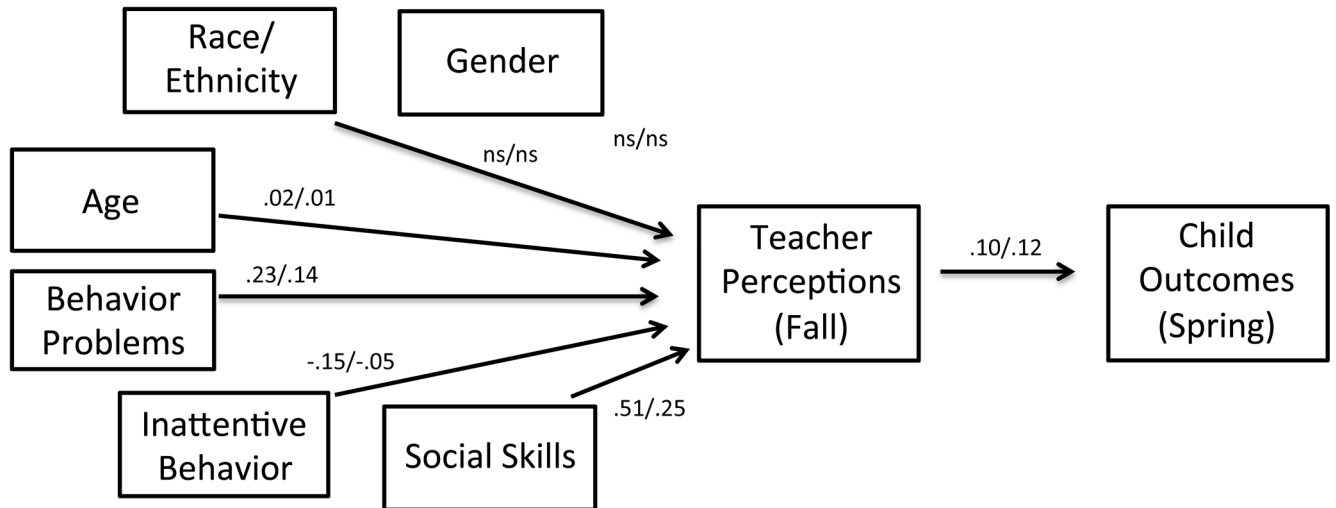 Race/
Ethnicity
Gender
ns/ns
ns/ns
Age
.02/.01
Teacher
Perceptions
(Fall)
.10/.12
Child
Outcomes
(Spring)
Behavior
Problems
.23/.14
-.15/-.05
Inattentive
Behavior
Social Skills
.51/.25